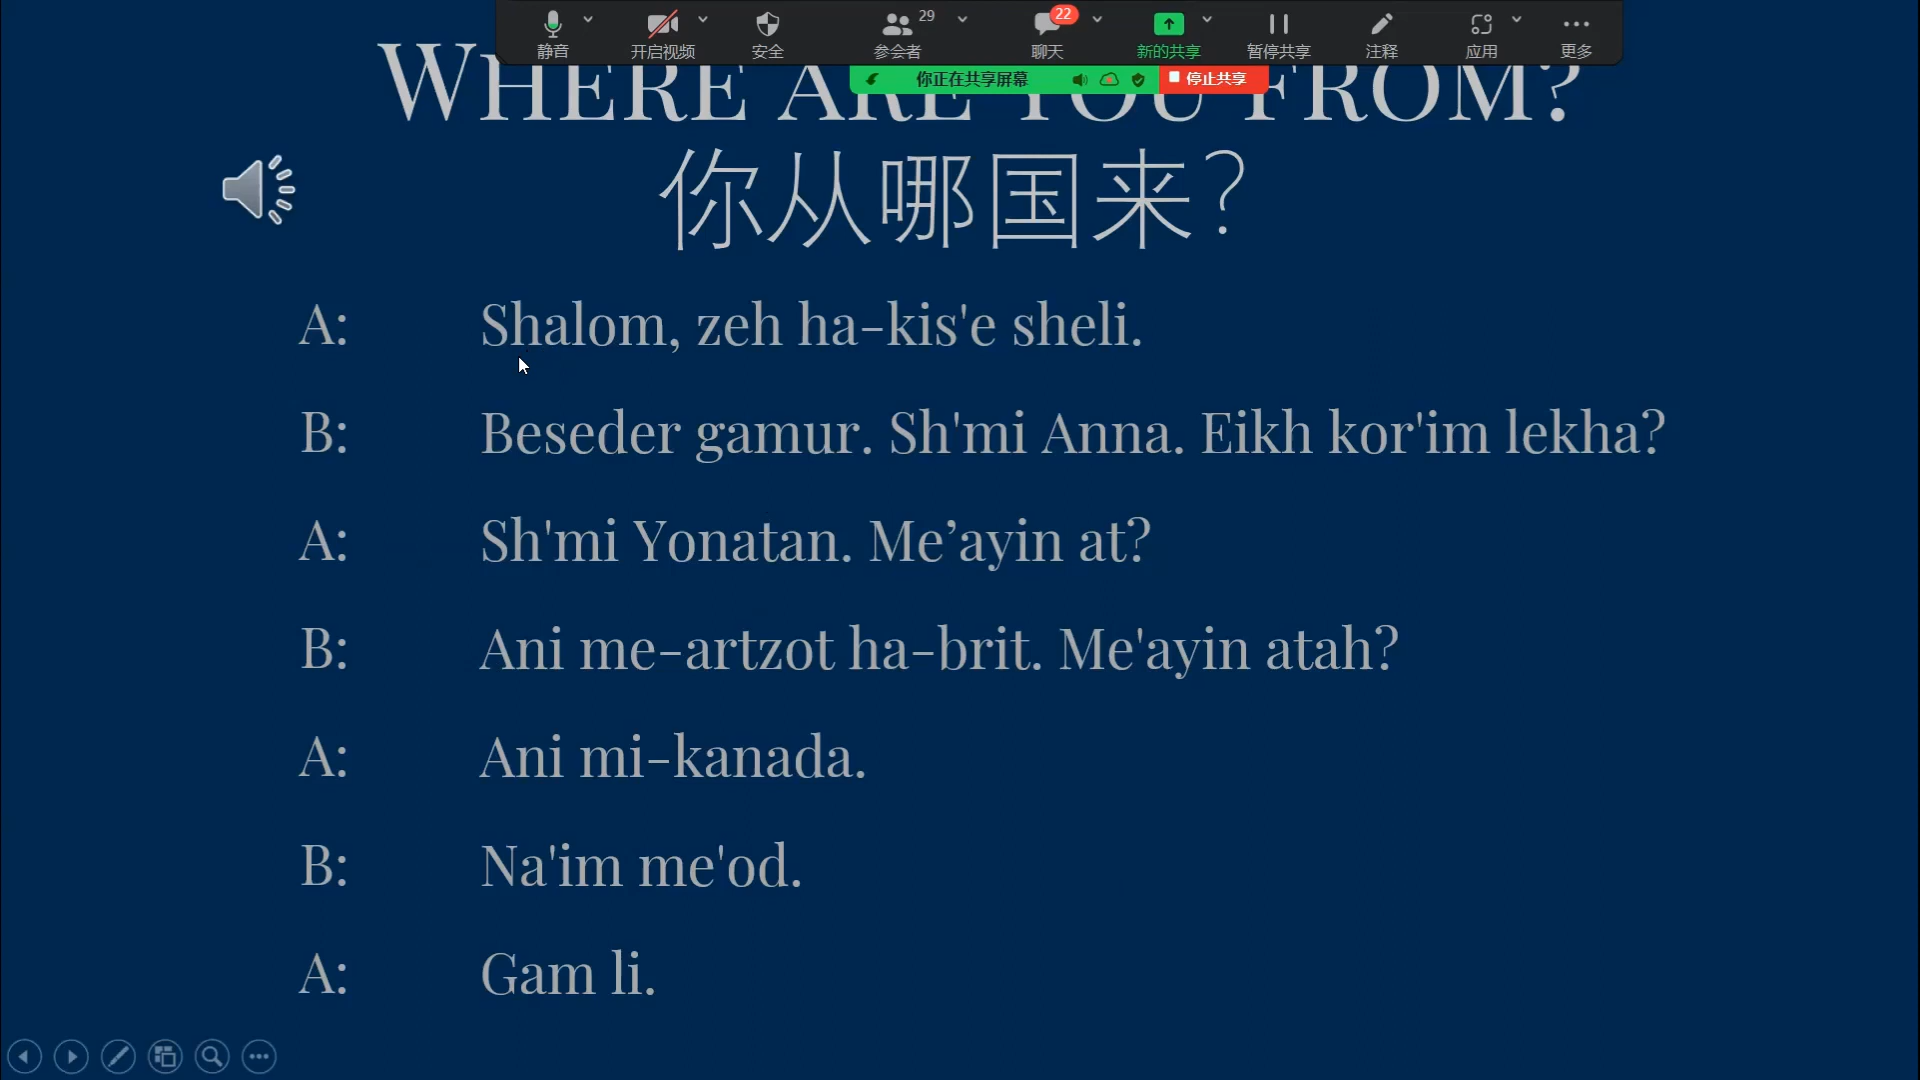 29
22
静音
开启视频
安全
参会者
聊天
新的共享
暂停共享
注释
应用
更多
你正在共享屏幕
停止共享
WHERE ARE YOU FROM?
你从哪国来？
A: Shalom, zeh ha-kis'e sheli.
B: Beseder gamur. Sh'mi Anna. Eikh kor'im lekha?
A: Sh'mi Yonatan. Me’ayin at?
B: Ani me-artzot ha-brit. Me'ayin atah?
A: Ani mi-kanada.
B: Na'im me'od.
A: Gam li.